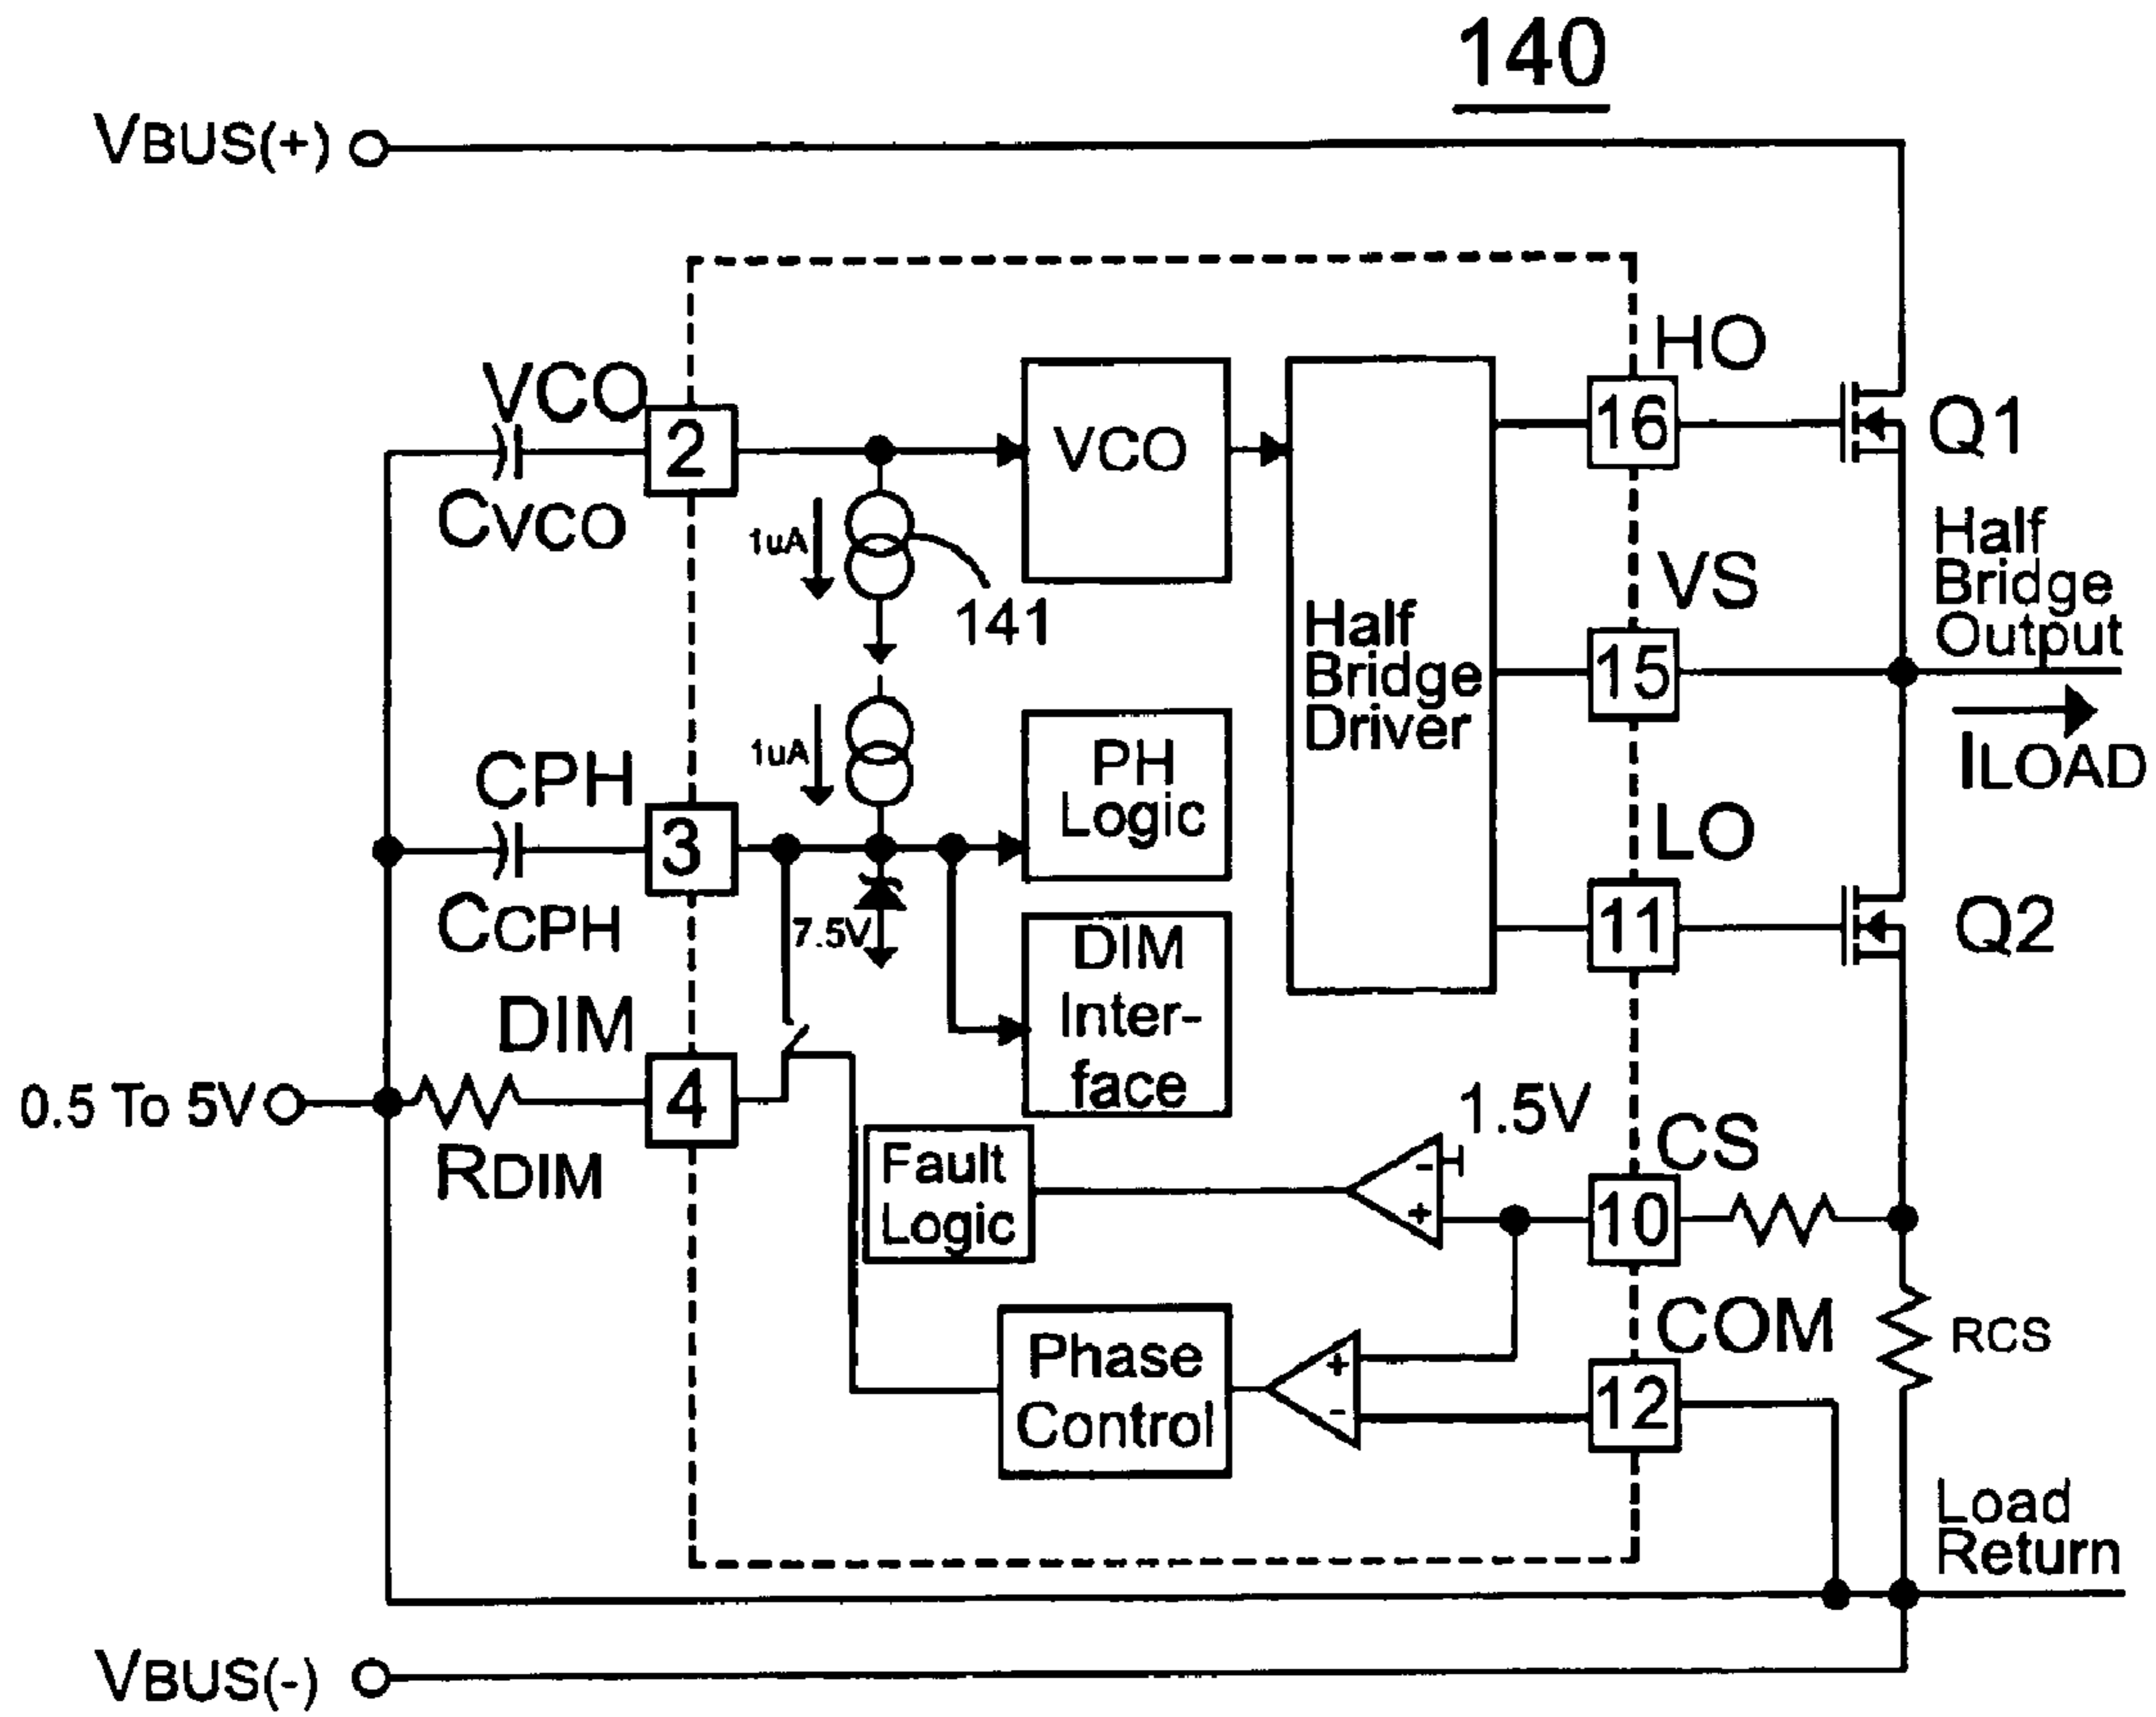 140
VBUS(+)
HO
VCO
2
VCO
16
Q1
CVCO
1uA
141
Half
Bridge
Driver
VS
15
Half
Bridge
Output
ILOAD
1uA
PH
Logic
CPH
3
CCPH
7.5V
LO
11
Q2
DIM
Inter-
face
DIM
4
0.5 To 5V
RDIM
Fault
Logic
-
+
1.5V
CS
10
COM
12
RCS
Phase
Control
+
-
Load
Return
VBUS(-)